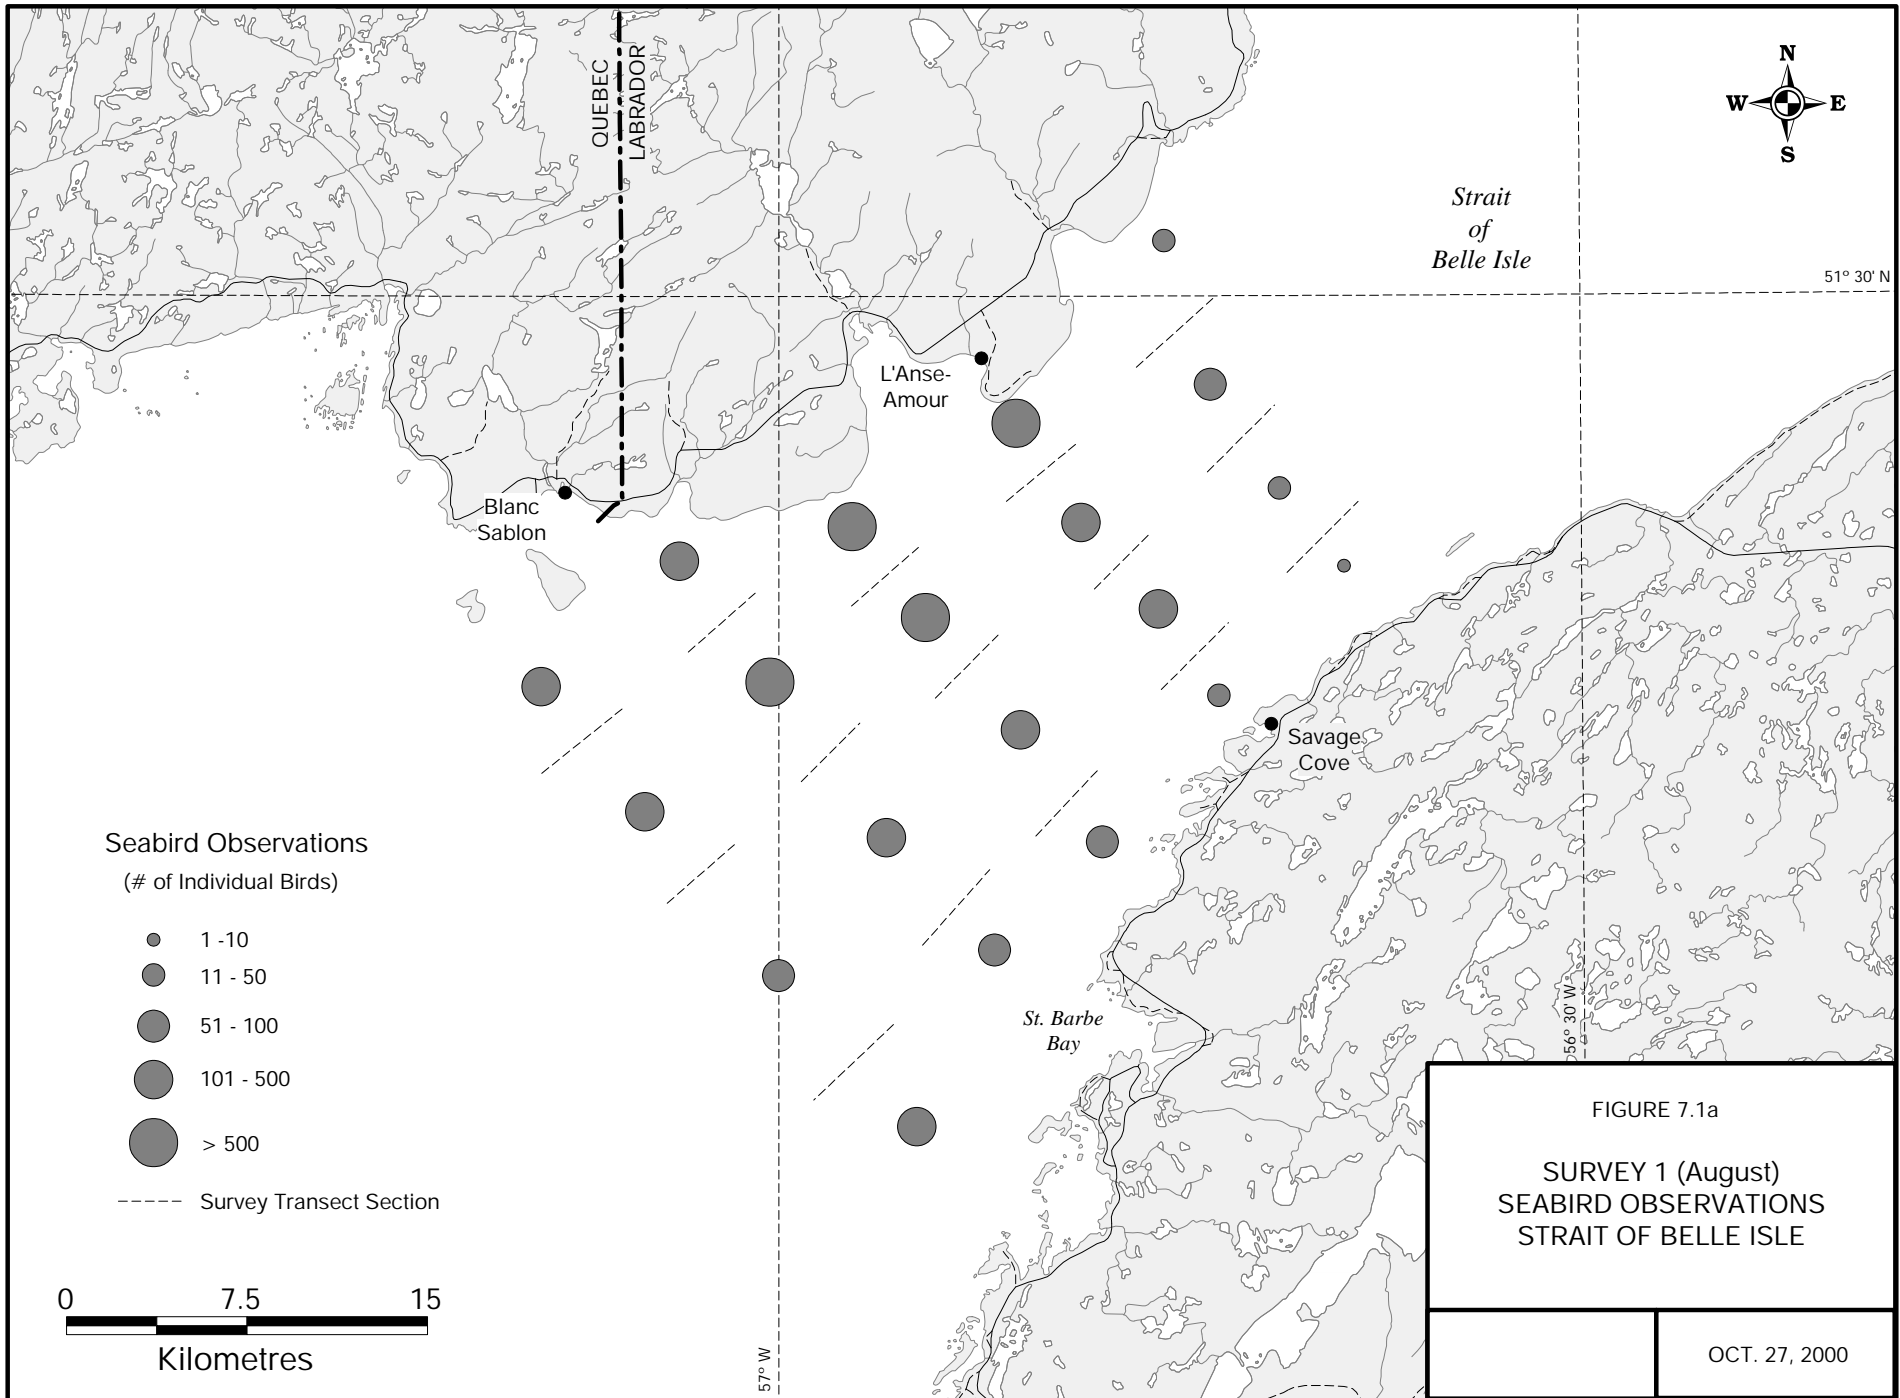 QUEBEC
LABRADOR
N
W E
S
Strait
of
Belle Isle
51° 30' N
L'Anse-
Amour
Blanc
Sablon
Savage
Cove
Seabird Observations
(# of Individual Birds)
1 -10
11 - 50
51 - 100
101 - 500
> 500
Survey Transect Section
St. Barbe
Bay
56° 30' W
57° W
0 7.5 15
Kilometres
FIGURE 7.1a
SURVEY 1 (August)
SEABIRD OBSERVATIONS
STRAIT OF BELLE ISLE
OCT. 27, 2000